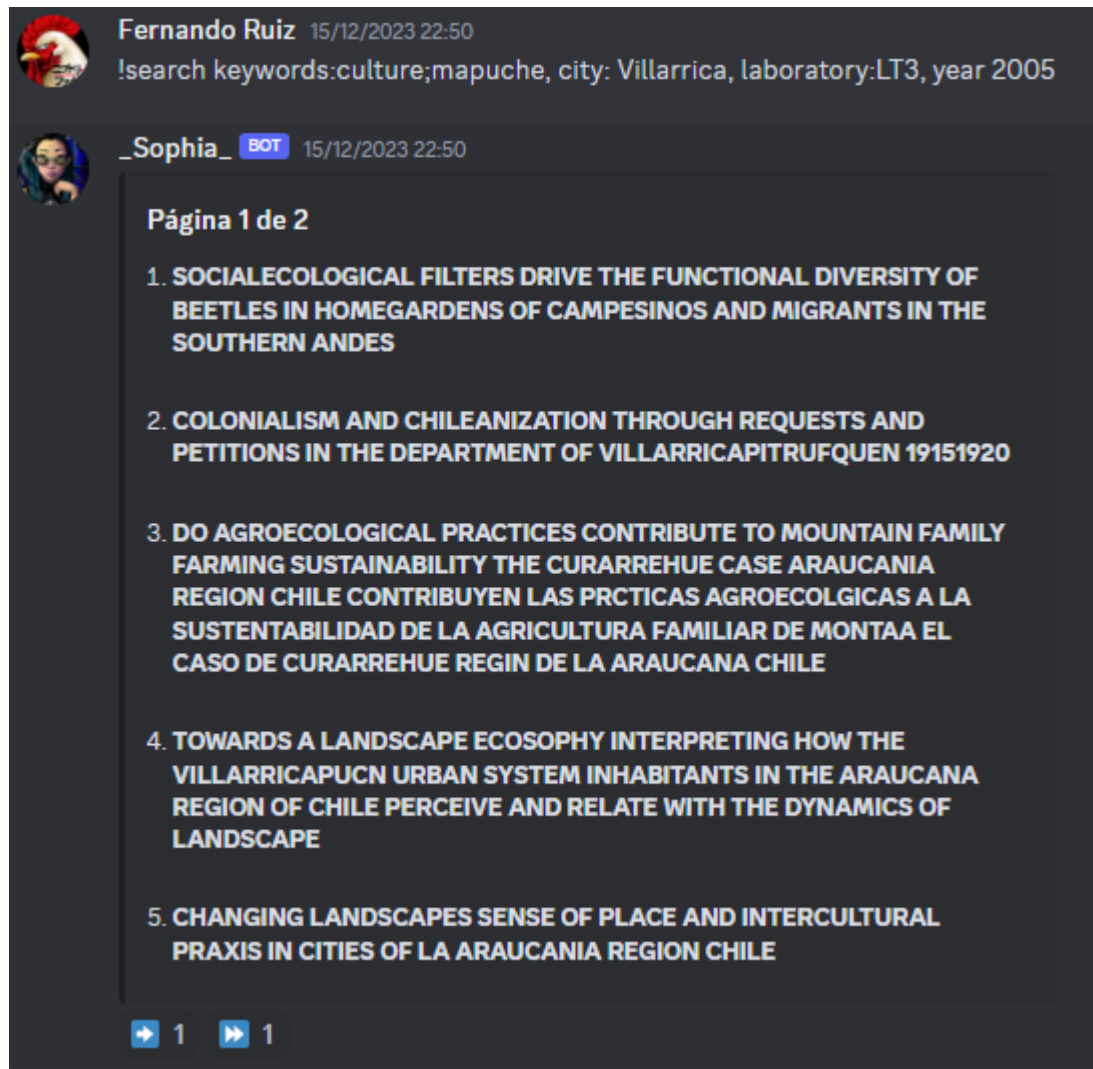 Fernando Ruiz 15/12/2023 22:50
!search keywords:culture;mapuche, city: Villarrica, laboratory:LT3, year 2005
_Sophia_ BOT 15/12/2023 22:50
Página 1 de 2
1. SOCIALECOLOGICAL FILTERS DRIVE THE FUNCTIONAL DIVERSITY OF
BEETLES IN HOMEGARDENS OF CAMPESINOS AND MIGRANTS IN THE
SOUTHERN ANDES
2. COLONIALISM AND CHILEANIZATION THROUGH REQUESTS AND
PETITIONS IN THE DEPARTMENT OF VILLARRICAPITRUFQUEN 19151920
3. DO AGROECOLOGICAL PRACTICES CONTRIBUTE TO MOUNTAIN FAMILY
FARMING SUSTAINABILITY THE CURARREHUE CASE ARAUCANIA
REGION CHILE CONTRIBUYEN LAS PRCTICAS AGROECOLGICAS A LA
SUSTENTABILIDAD DE LA AGRICULTURA FAMILIAR DE MONTAA EL
CASO DE CURARREHUE REGIN DE LA ARAUCANA CHILE
4. TOWARDS A LANDSCAPE ECOSOPHY INTERPRETING HOW THE
VILLARRICAPUCN URBAN SYSTEM INHABITANTS IN THE ARAUCANA
REGION OF CHILE PERCEIVE AND RELATE WITH THE DYNAMICS OF
LANDSCAPE
5. CHANGING LANDSCAPES SENSE OF PLACE AND INTERCULTURAL
PRAXIS IN CITIES OF LA ARAUCANIA REGION CHILE
1 1